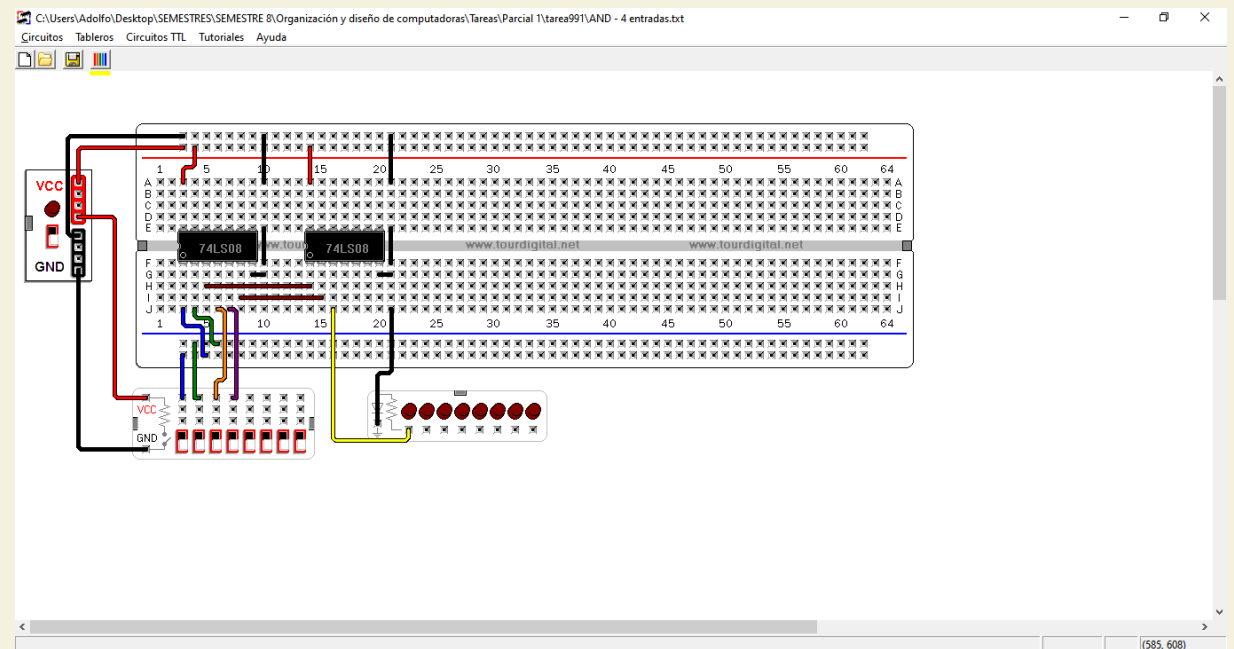 C:\Users\Adolfo\Desktop\SEMESTRES\SEMESTRE 8\Organización y diseño de computadoras\Tareas\Parcial 1\tarea991\AND - 4 entradas.txt
Circuitos Tableros Circuitos TTL Tutoriales Ayuda
1 5 10 15 20 25 30 35 40 45 50 55 60 64
A A
B B
C C
D D
E E
VCC
GND
74LS08 74LS08 www.tourdigital.net www.tourdigital.net
F F
G G
H H
I I
J J
1 10 15 20 25 30 35 40 45 50 55 60 64
VCC
GND
(585, 608)